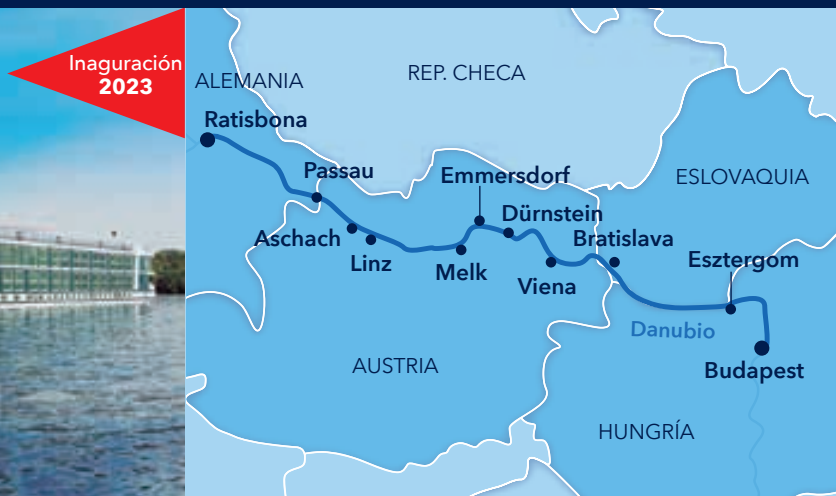 Inaguración
2023
ALEMANIA
REP. CHECA
Ratisbona
Passau
Emmersdorf
ESLOVAQUIA
Aschach
Dürnstein
Linz
Melk
Viena
Bratislava
Esztergom
Danubio
Budapest
AUSTRIA
HUNGRÍA